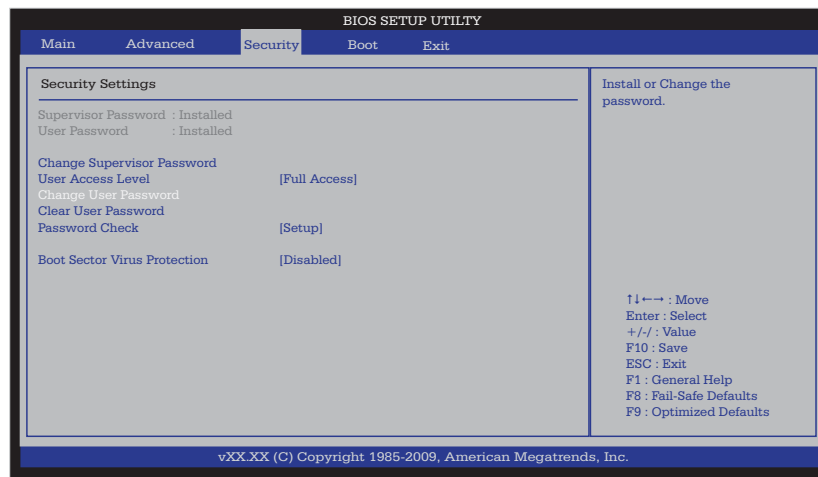 BIOS SETUP UTILTY
Main Advanced Security Boot Exit
Security Settings
Supervisor Password : Installed
User Password : Installed
Change Supervisor Password
User Access Level [Full Access]
Change User Password
Clear User Password
Password Check [Setup]
Boot Sector Virus Protection [Disabled]
Install or Change the
password.
↑↓←→ : Move
Enter : Select
+/-/ : Value
F10 : Save
ESC : Exit
F1 : General Help
F8 : Fail-Safe Defaults
F9 : Optimized Defaults
vXX.XX (C) Copyright 1985-2009, American Megatrends, Inc.